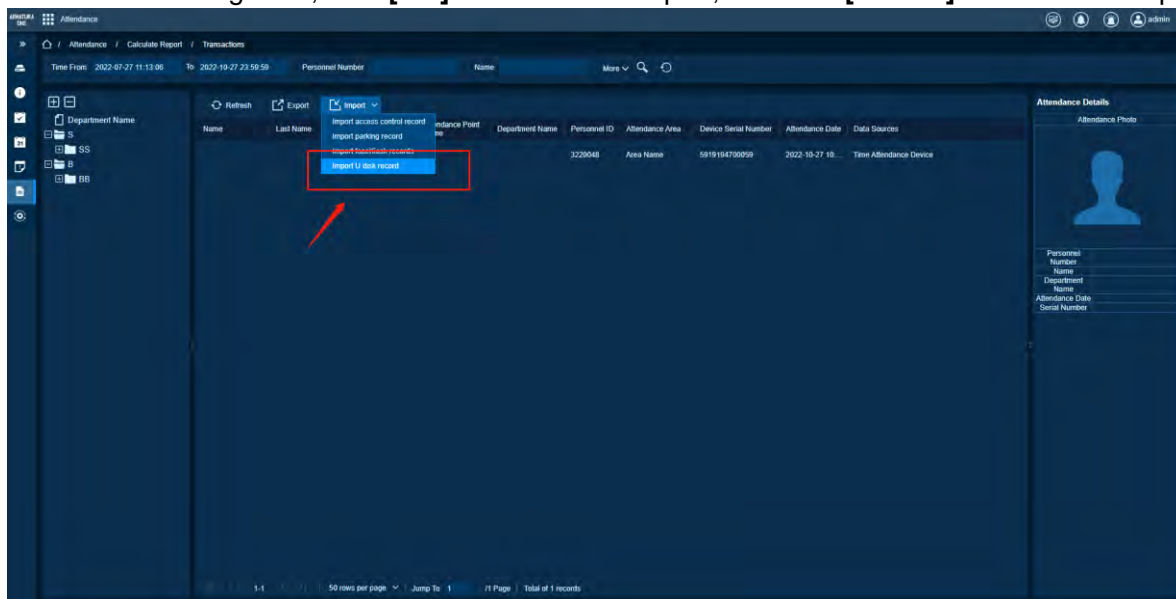 ARMATURA ONE Attendance admin
/ Attendance / Calculate Report / Transactions
Time From 2022-07-27 11:13:06 To 2022-10-27 23:59:59 Personnel Number Name More
Refresh Export Import
Attendance Details
Department Name
S
SS
B
BB
Import access control record
Import parking record
Import U disk record
Name Last Name Department Name Personnel ID Attendance Area Device Serial Number Attendance Date Data Sources
3220048 Area Name 5919194700059 2022-10-27 10... Time Attendance Device
Attendance Photo
Personnel
Number
Name
Department
Name
Attendance Date
Serial Number
1-1 50 rows per page Jump To 1 /1 Page Total of 1 records